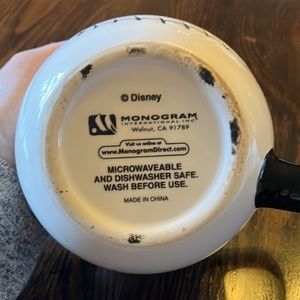 © Disney
MONOGRAM
INTERNATIONAL INC.
Walnut, CA 91789
Visit us online at
www.MonogramDirect.com
MICROWAVEABLE
AND DISHWASHER SAFE.
WASH BEFORE USE.
MADE IN CHINA